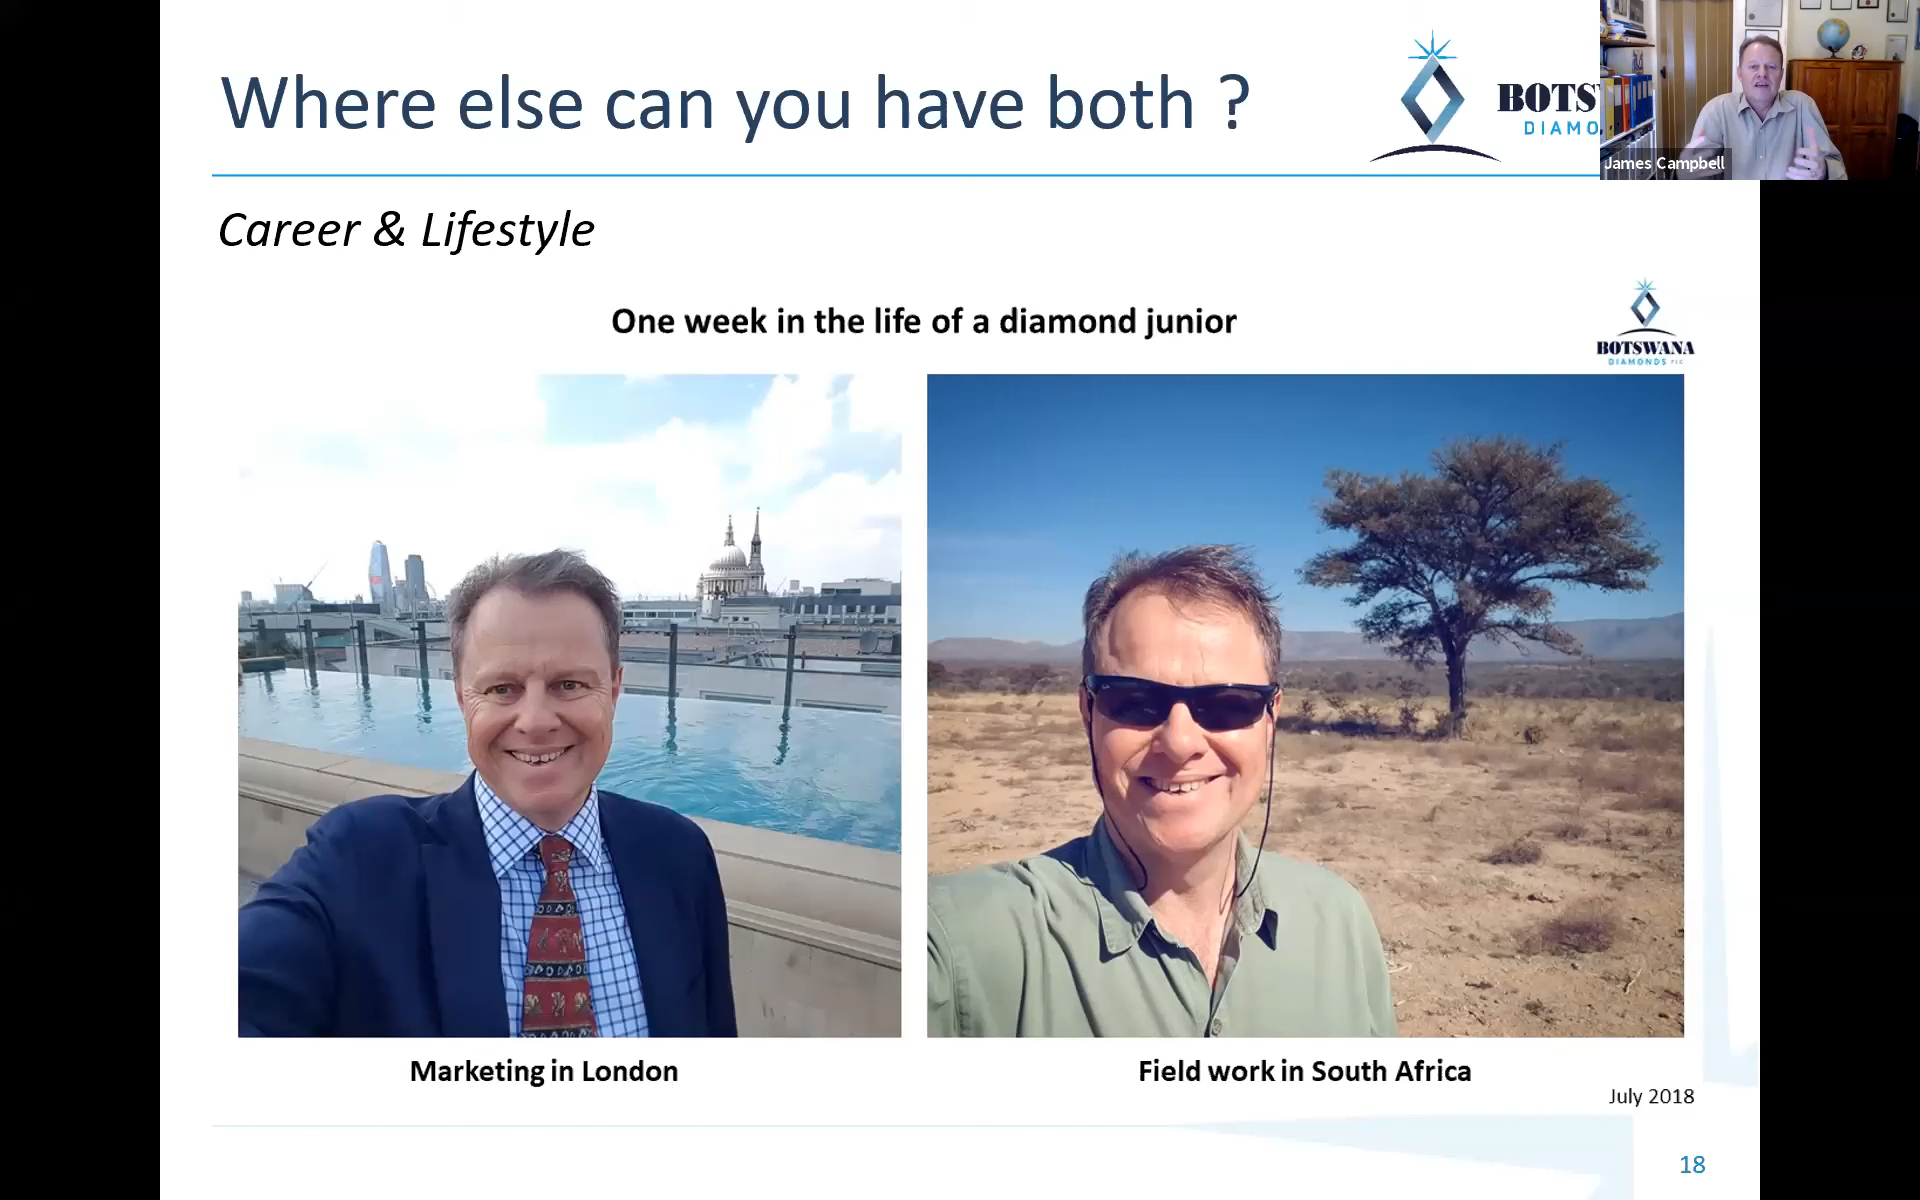 Where else can you have both ?
BOTS
DIAMO
James Campbell
Career & Lifestyle
One week in the life of a diamond junior
BOTSWANA
DIAMONDS PLC
Marketing in London
Field work in South Africa
July 2018
18